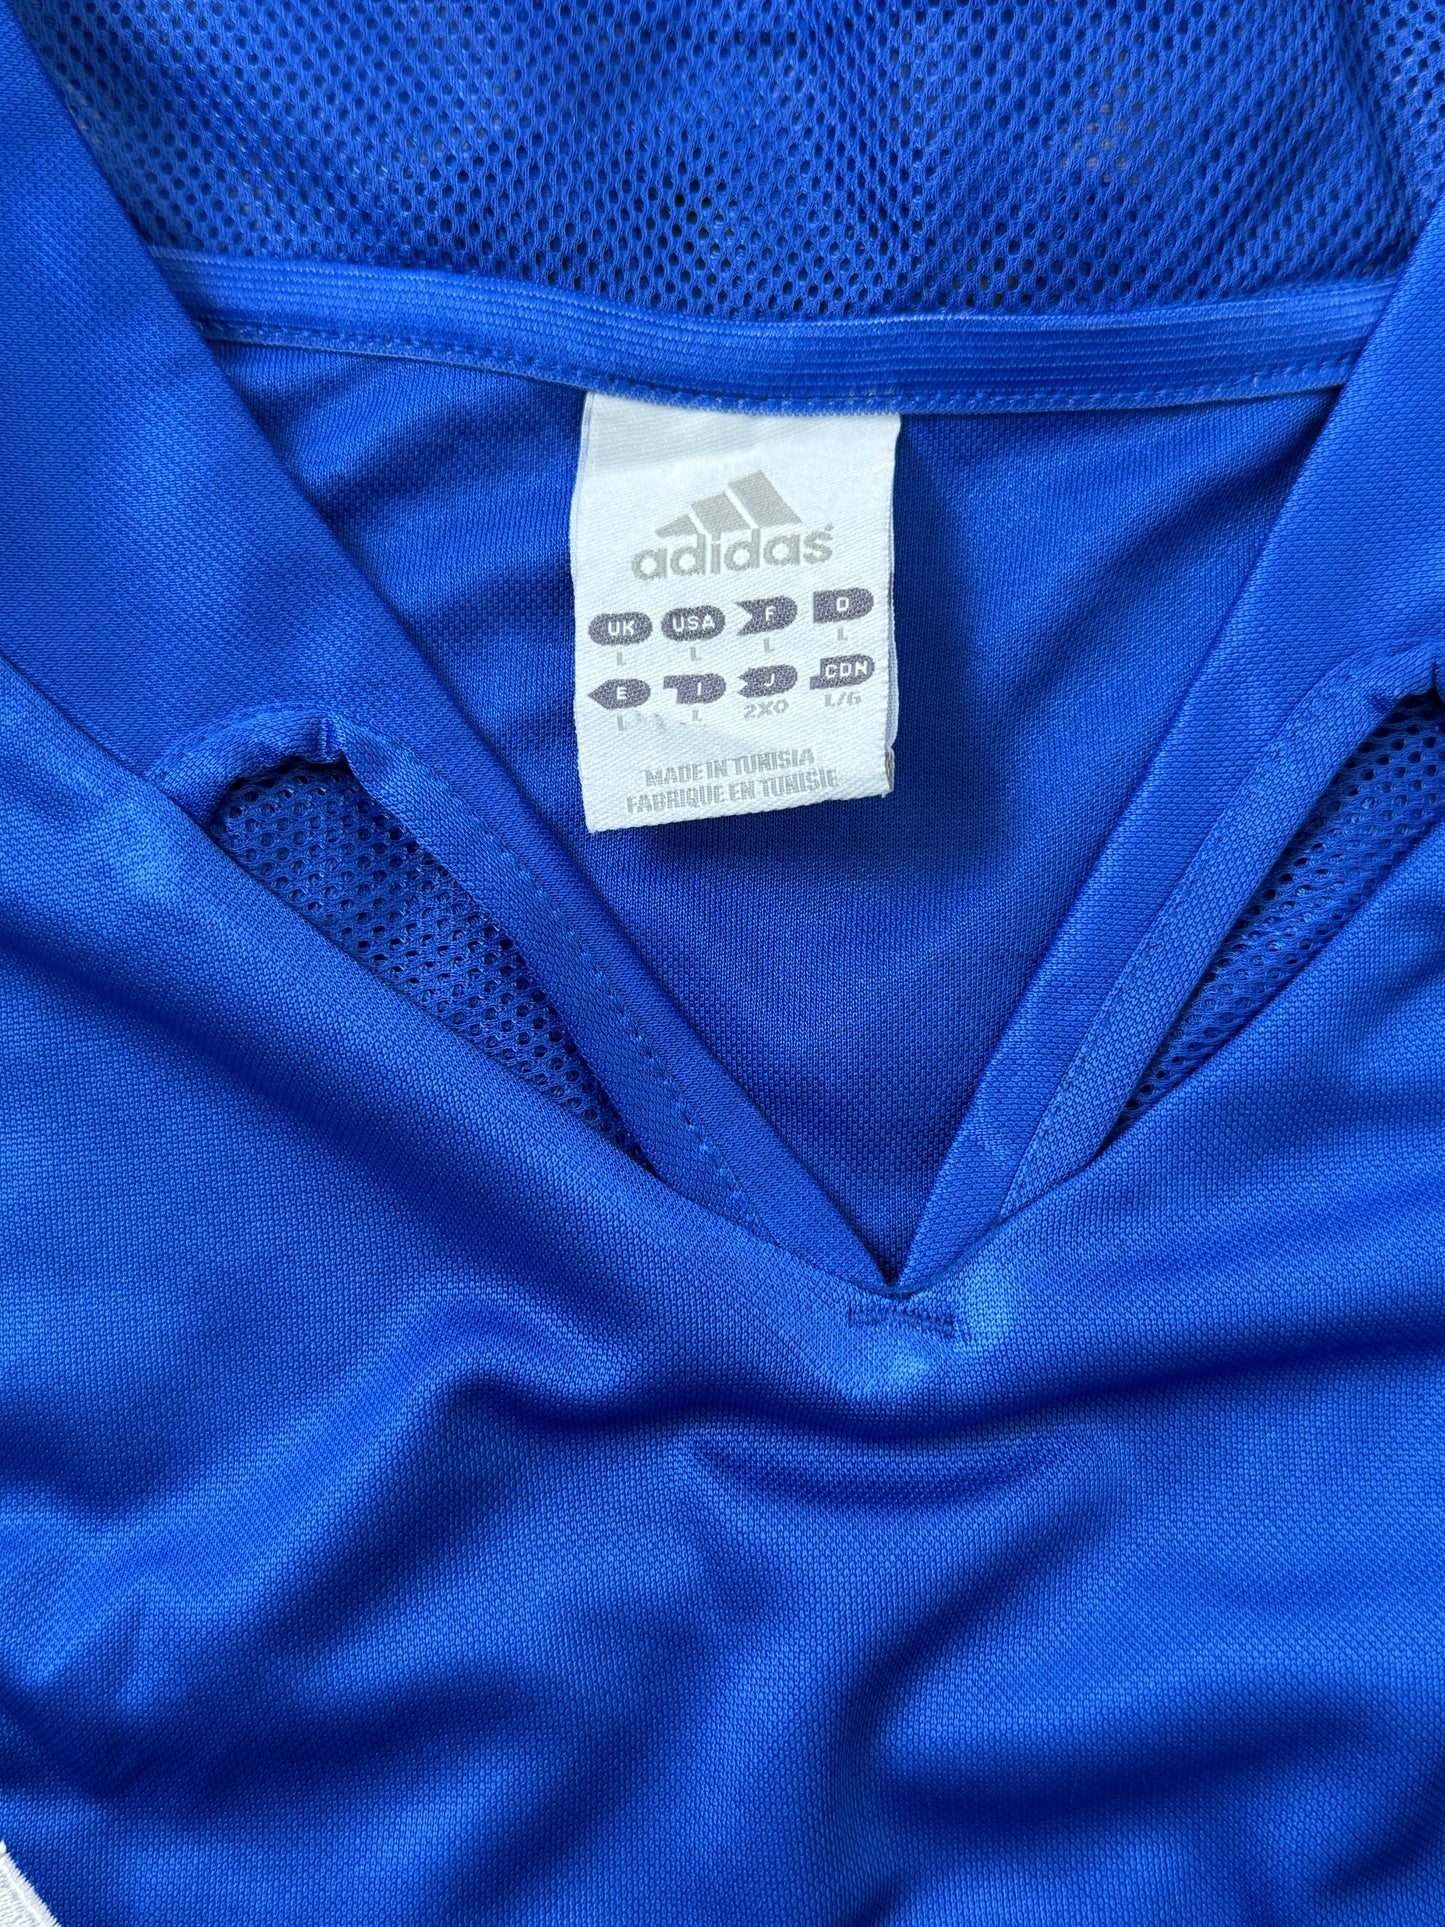 adidas
UK USA F D
L L L L
E I J CDN
L L 2XO L/G
MADE IN TUNISIA
FABRIQUE EN TUNISIE